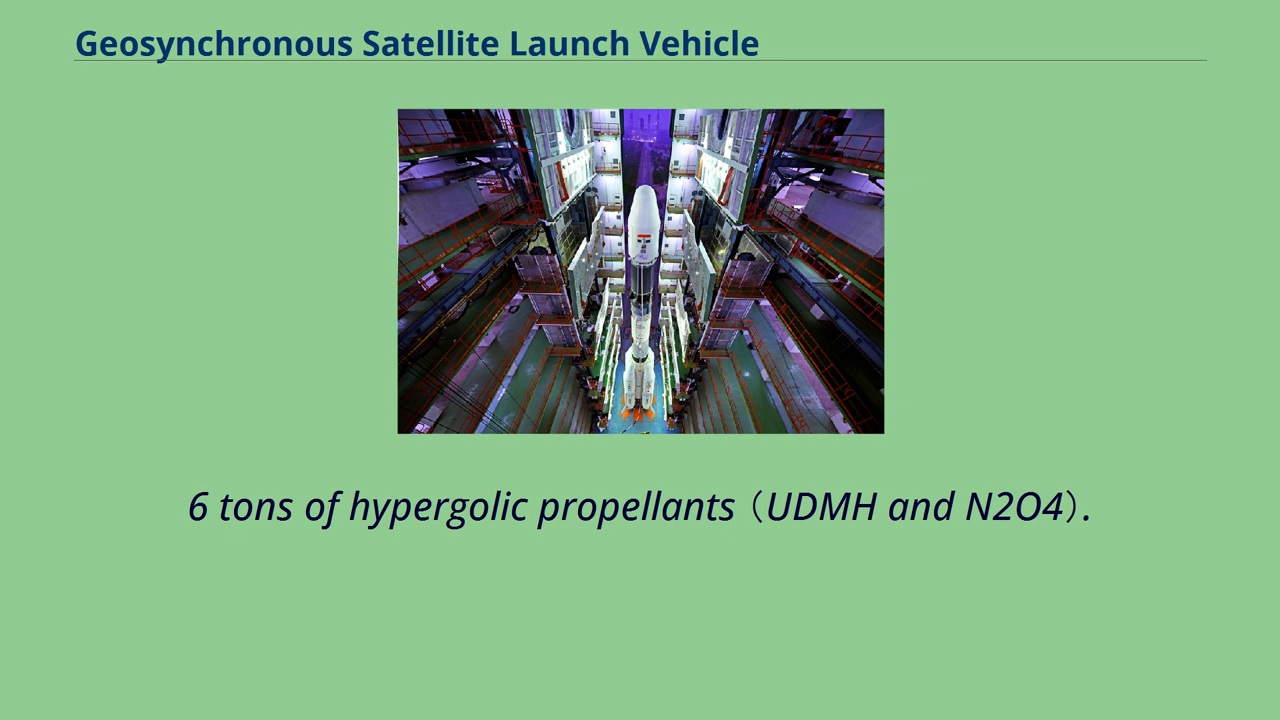 Geosynchronous Satellite Launch Vehicle
6 tons of hypergolic propellants（UDMH and N2O4）.